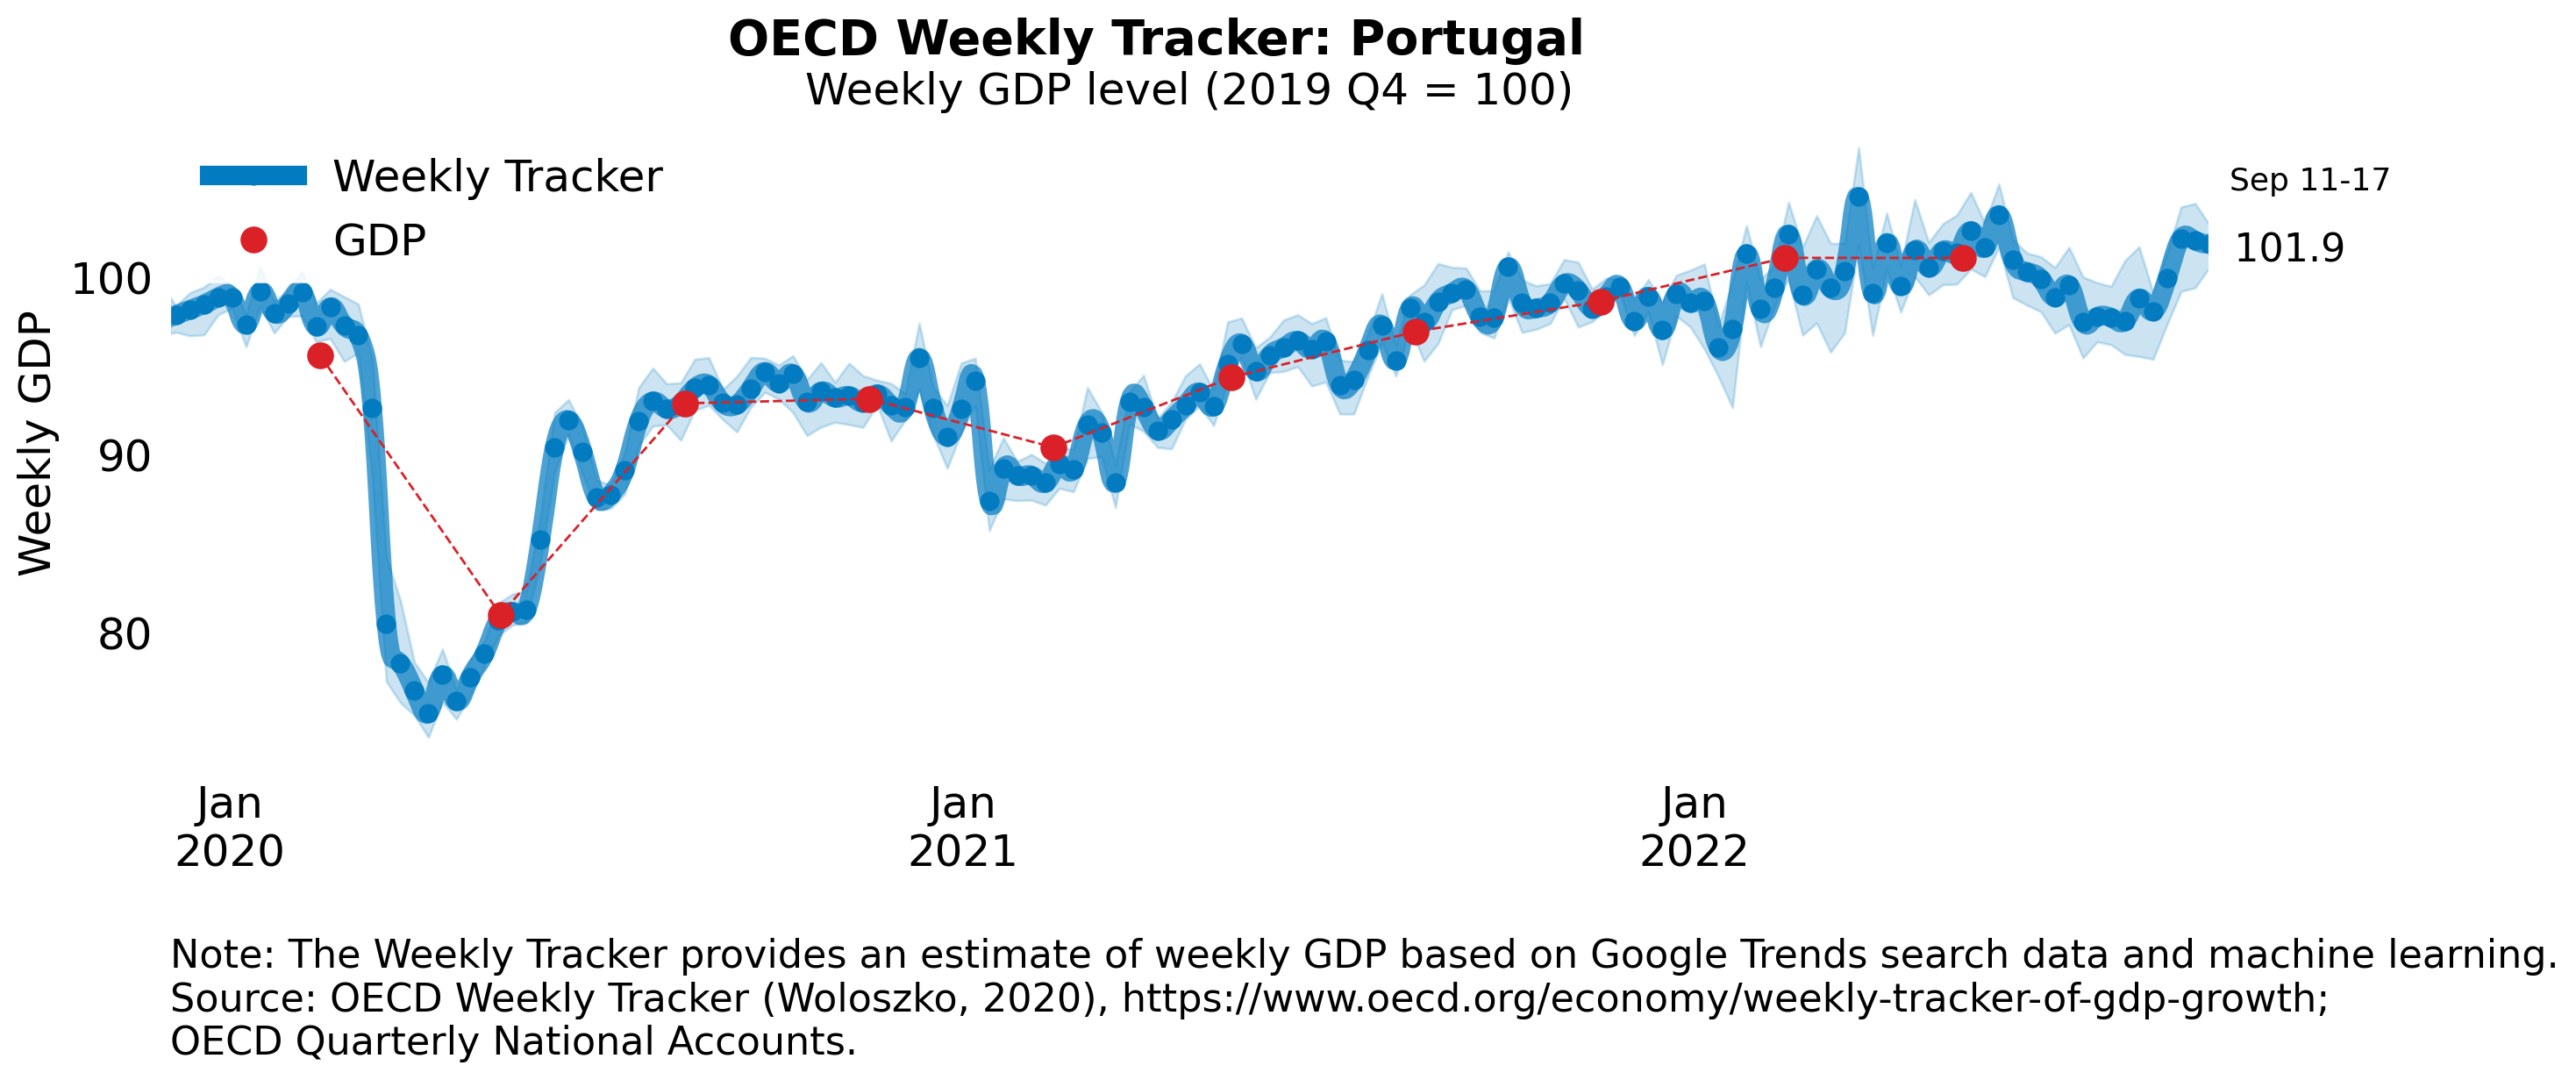 OECD Weekly Tracker: Portugal
Weekly GDP level (2019 Q4 = 100)
Weekly Tracker
GDP
Sep 11-17
101.9
Weekly GDP
100
90
80
Jan
2020
Jan
2021
Jan
2022
Note: The Weekly Tracker provides an estimate of weekly GDP based on Google Trends search data and machine learning.
Source: OECD Weekly Tracker (Woloszko, 2020), https://www.oecd.org/economy/weekly-tracker-of-gdp-growth;
OECD Quarterly National Accounts.